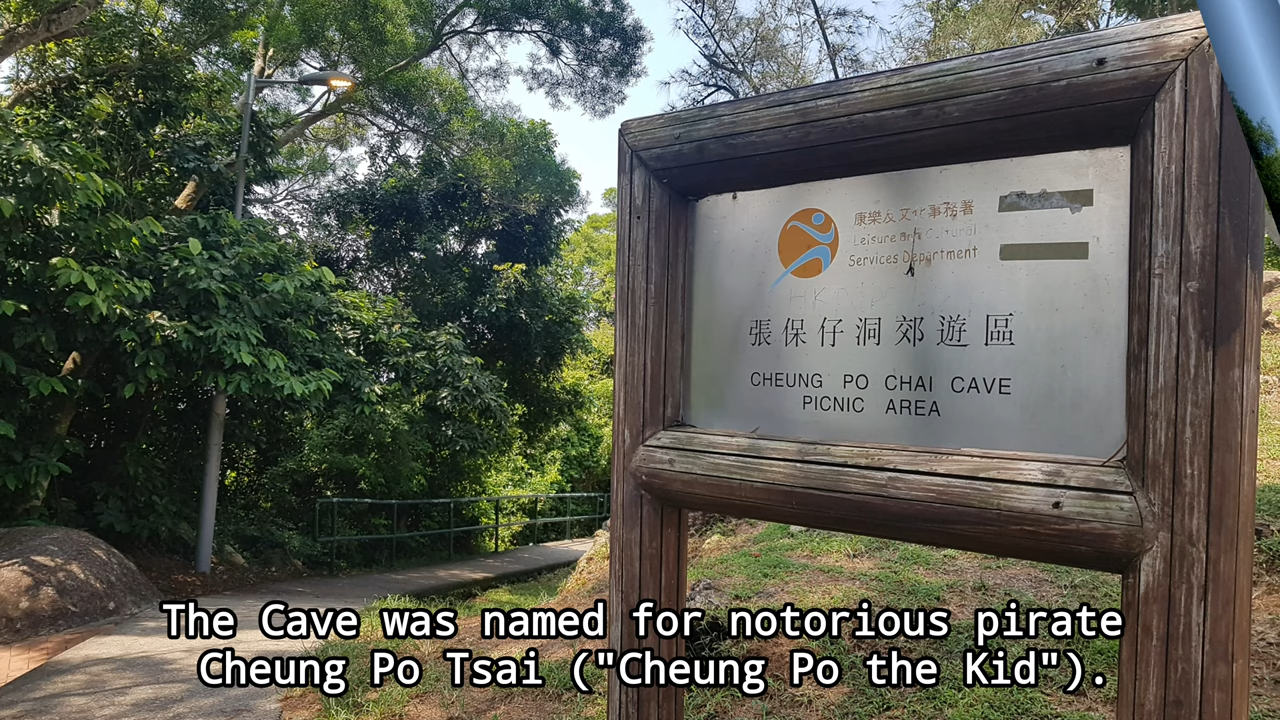 康樂及文化事務署
Leisure and Cultural
Services Department
張保仔洞郊遊區
CHEUNG PO CHAI CAVE
PICNIC AREA
The Cave was named for notorious pirate
Cheung Po Tsai ("Cheung Po the Kid").